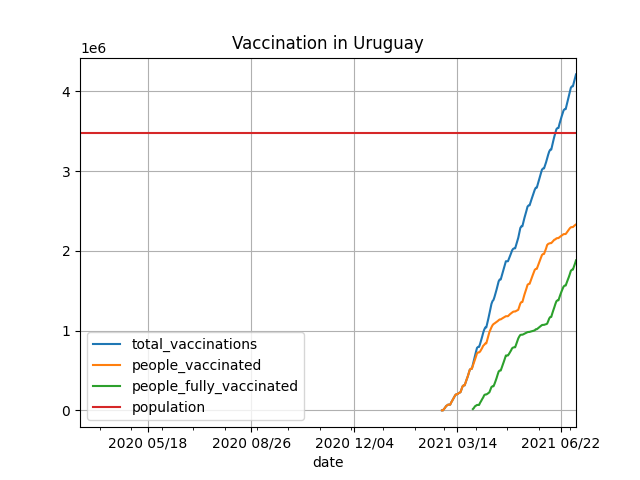 Vaccination in Uruguay
1e6
4
3
2
1
0
total_vaccinations
people_vaccinated
people_fully_vaccinated
population
2020 05/18 2020 08/26 2020 12/04 2021 03/14 2021 06/22
date